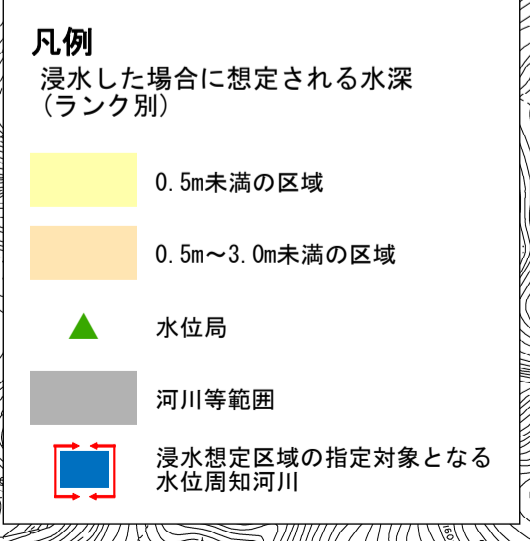 凡例
浸水した場合に想定される水深
(ランク別)
0.5m未満の区域
0.5m～3.0m未満の区域
水位局
河川等範囲
浸水想定区域の指定対象となる
水位周知河川
160